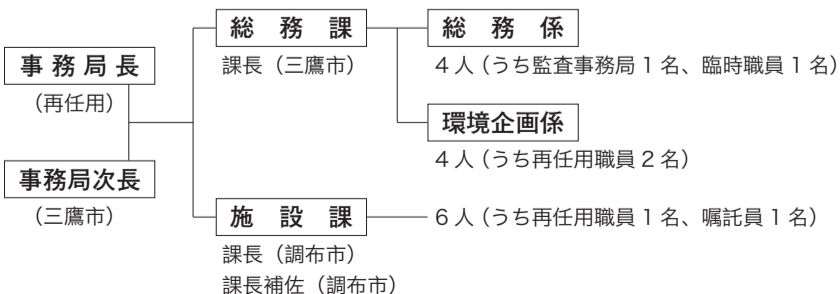 事務局長
（再任用）
事務局次長
（三鷹市）
総務課
課長（三鷹市）
総務係
4人（うち監査事務局1名、臨時職員1名）
環境企画係
4人（うち再任用職員2名）
施設課
6人（うち再任用職員1名、嘱託員1名）
課長（調布市）
課長補佐（調布市）